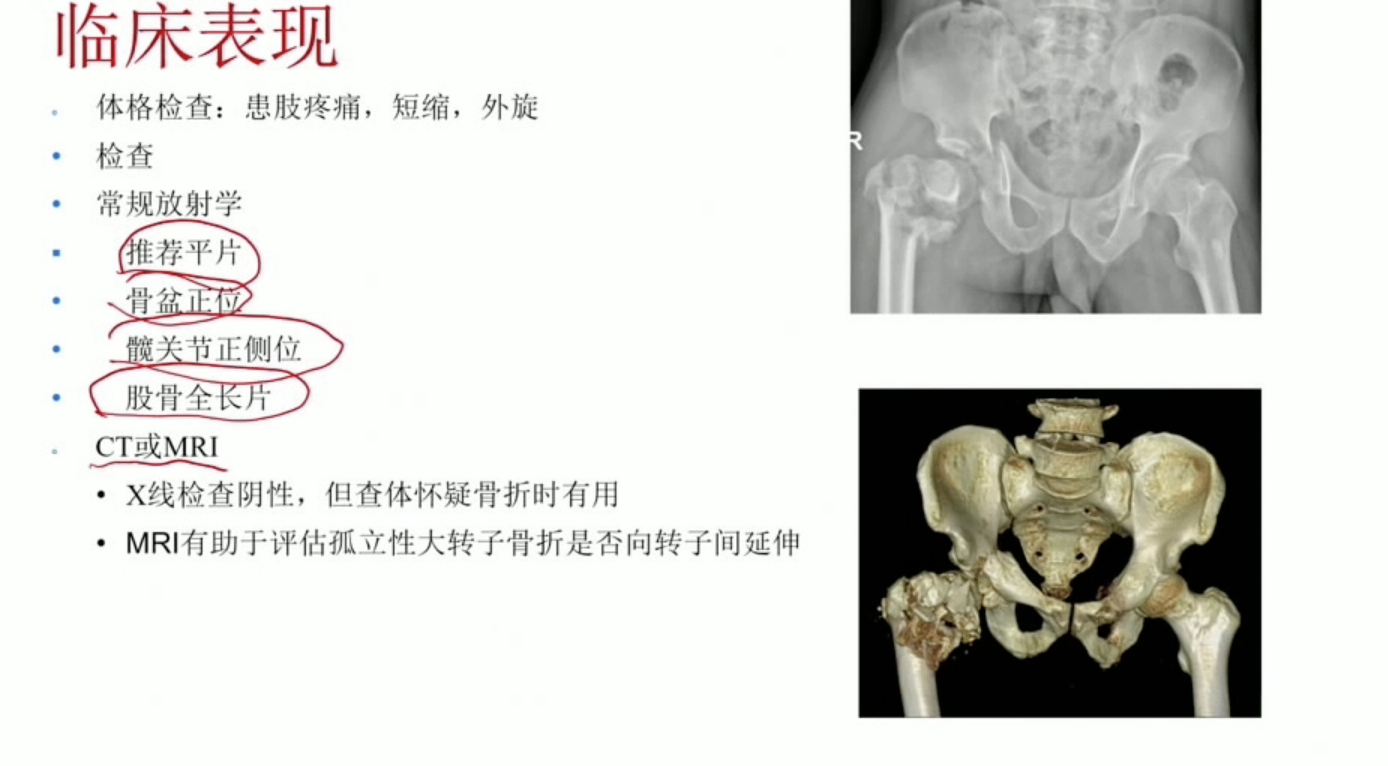 临床表现
体格检查：患肢疼痛，短缩，外旋
检查
常规放射学
推荐平片
骨盆正位
髋关节正侧位
股骨全长片
CT或MRI
X线检查阴性，但查体怀疑骨折时有用
MRI有助于评估孤立性大转子骨折是否向转子间延伸
R